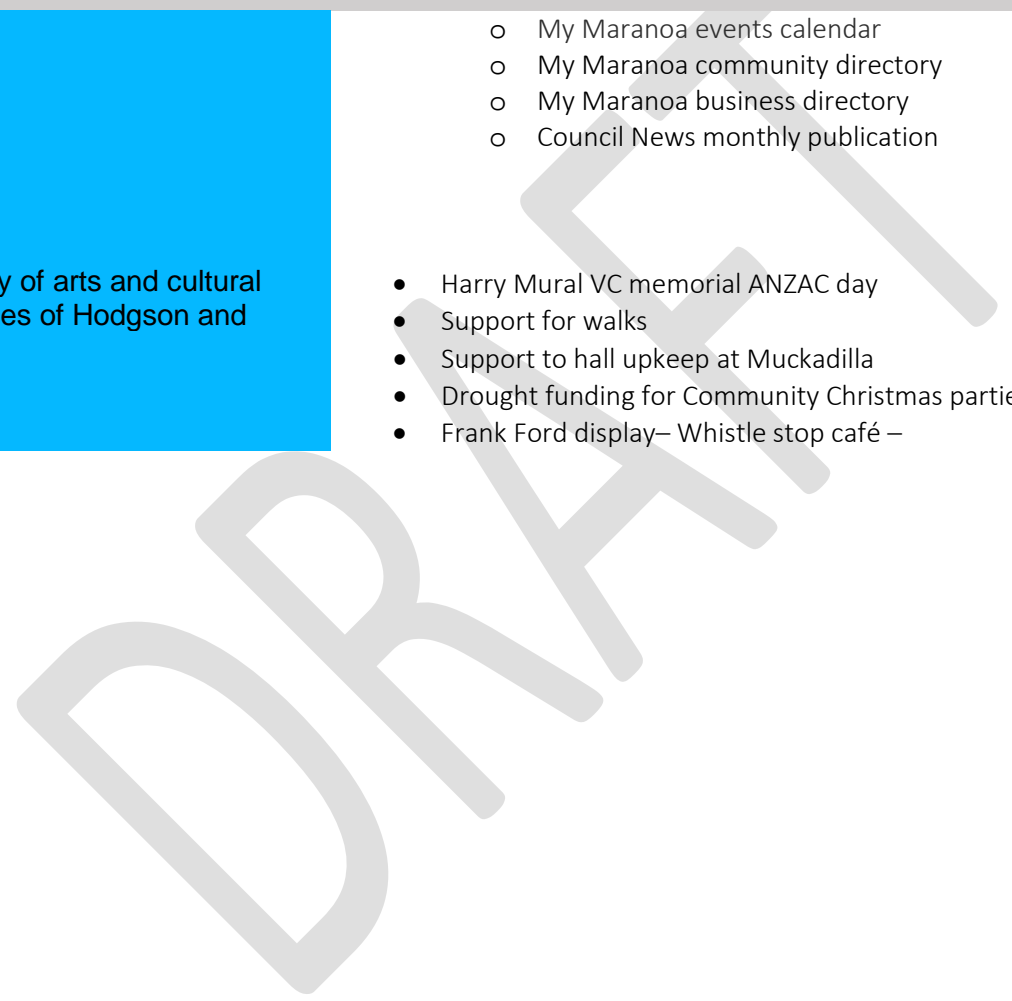 o My Maranoa events calendar
o My Maranoa community directory
o My Maranoa business directory
o Council News monthly publication
y of arts and cultural
es of Hodgson and
• Harry Mural VC memorial ANZAC day
• Support for walks
• Support to hall upkeep at Muckadilla
• Drought funding for Community Christmas partie
• Frank Ford display– Whistle stop café –
DRAFT